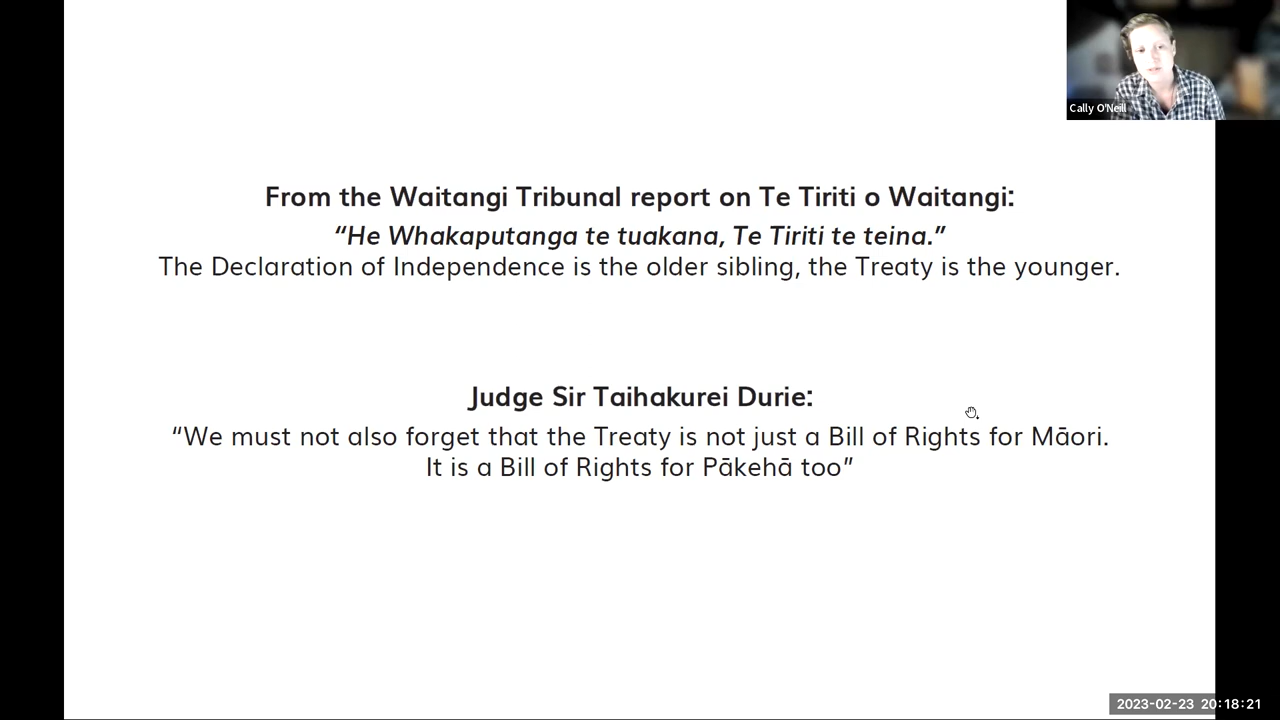 Cally O'Neill
From the Waitangi Tribunal report on Te Tiriti o Waitangi:
“He Whakaputanga te tuakana, Te Tiriti te teina.”
The Declaration of Independence is the older sibling, the Treaty is the younger.
Judge Sir Taihakurei Durie:
“We must not also forget that the Treaty is not just a Bill of Rights for Māori.
It is a Bill of Rights for Pākehā too”
2023-02-23 20:18:21